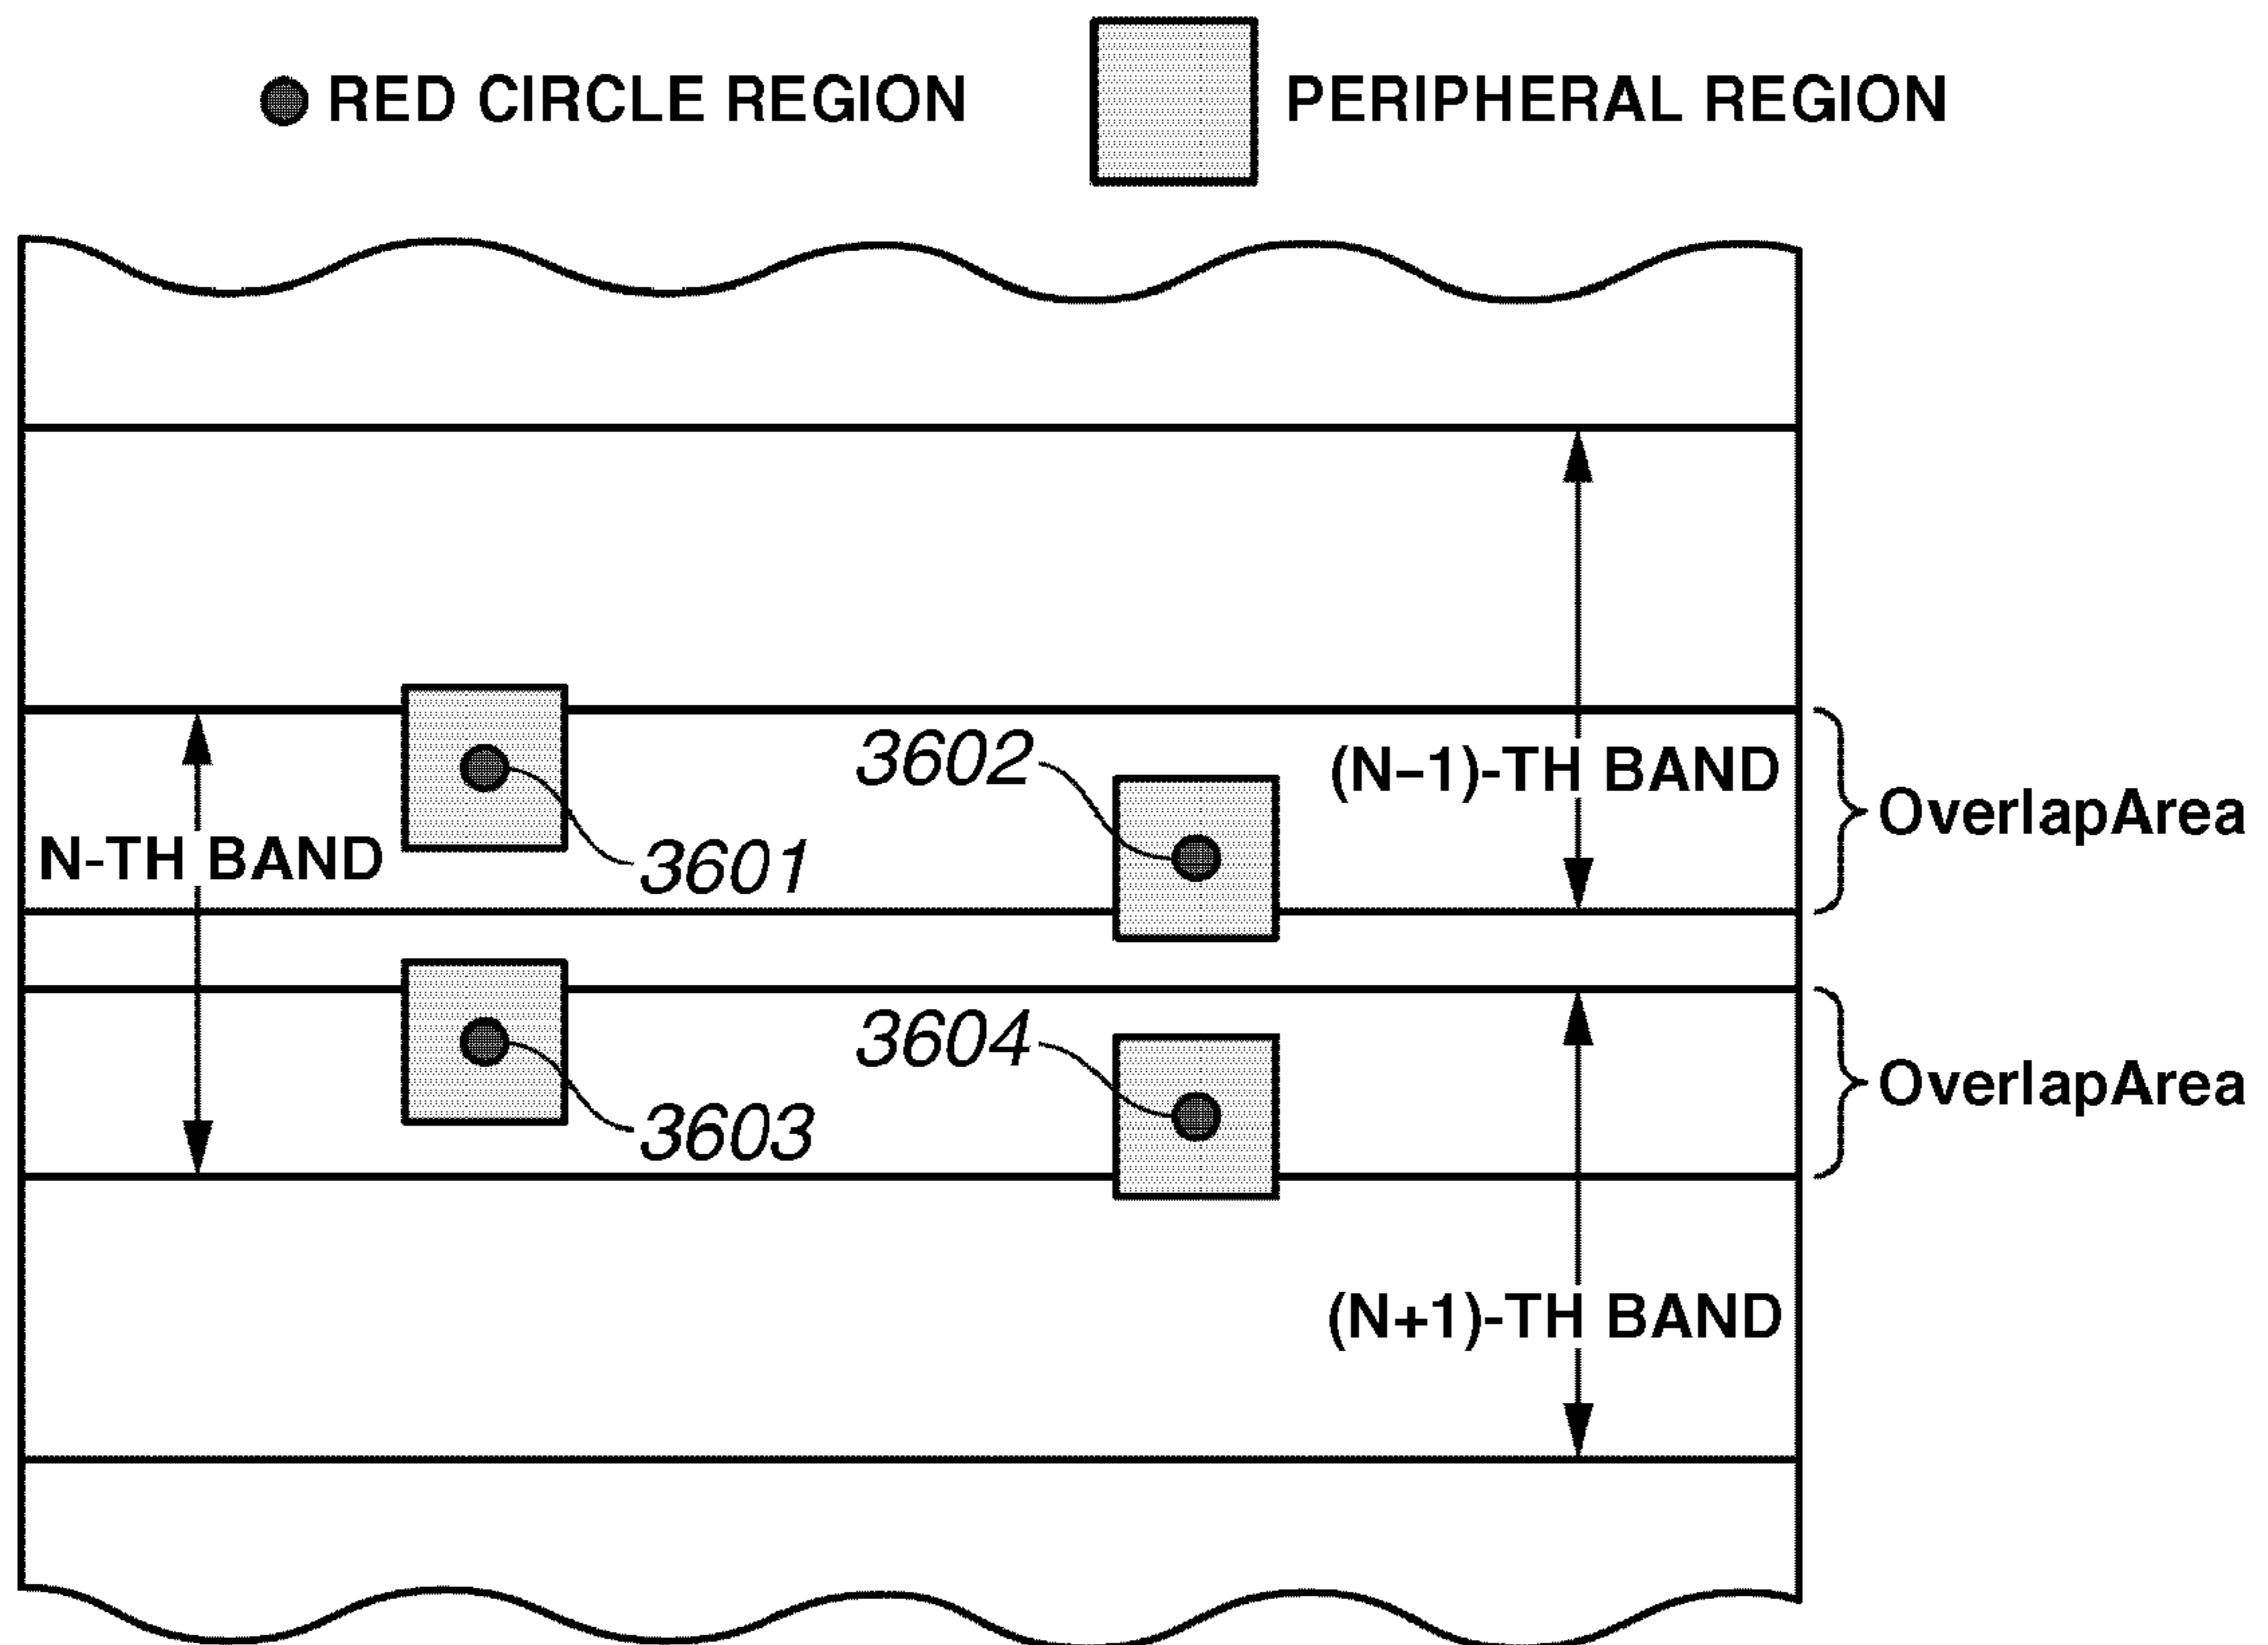 RED CIRCLE REGION
PERIPHERAL REGION
3602
(N–1)-TH BAND
OverlapArea
N-TH BAND
3601
3604
OverlapArea
3603
(N+1)-TH BAND